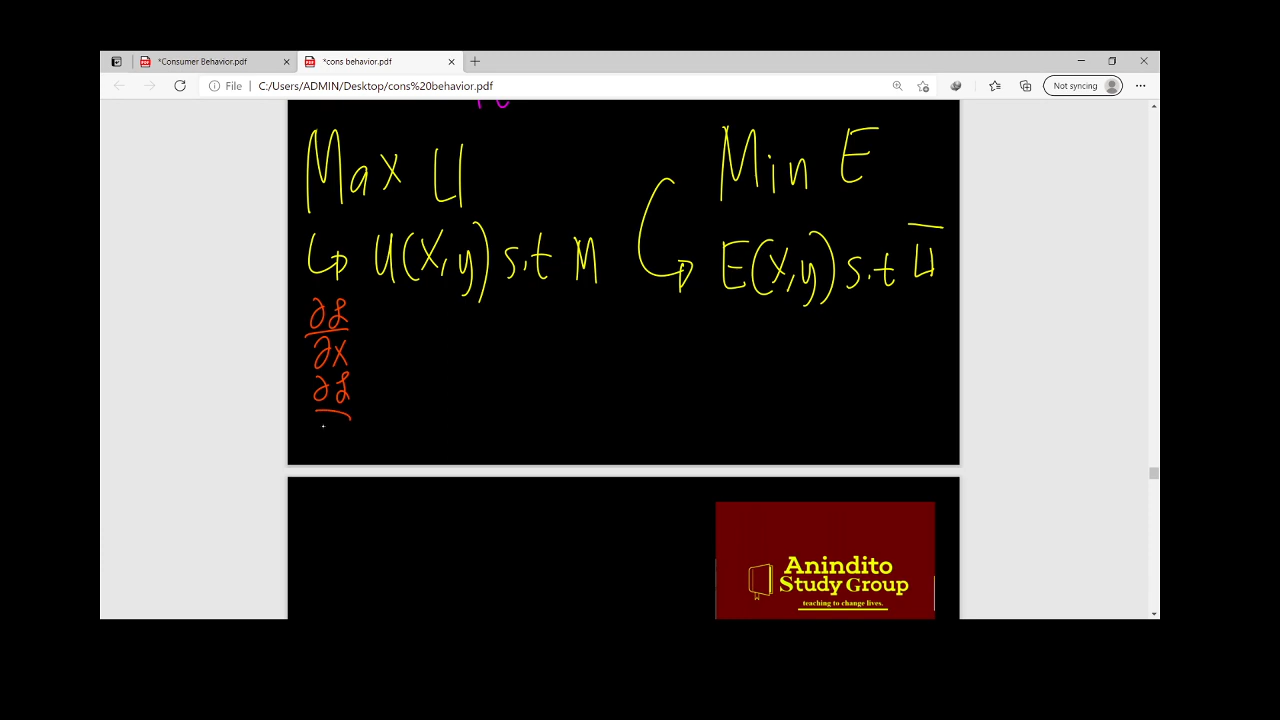 *Consumer Behavior.pdf
*cons behavior.pdf
File
C:/Users/ADMIN/Desktop/cons%20behavior.pdf
Not syncing
Max U
Min E
U(X,y) s.t M
E(X,y) s.t U̅
∂ℒ
∂X
∂ℒ
Anindito
Study Group
teaching to change lives.